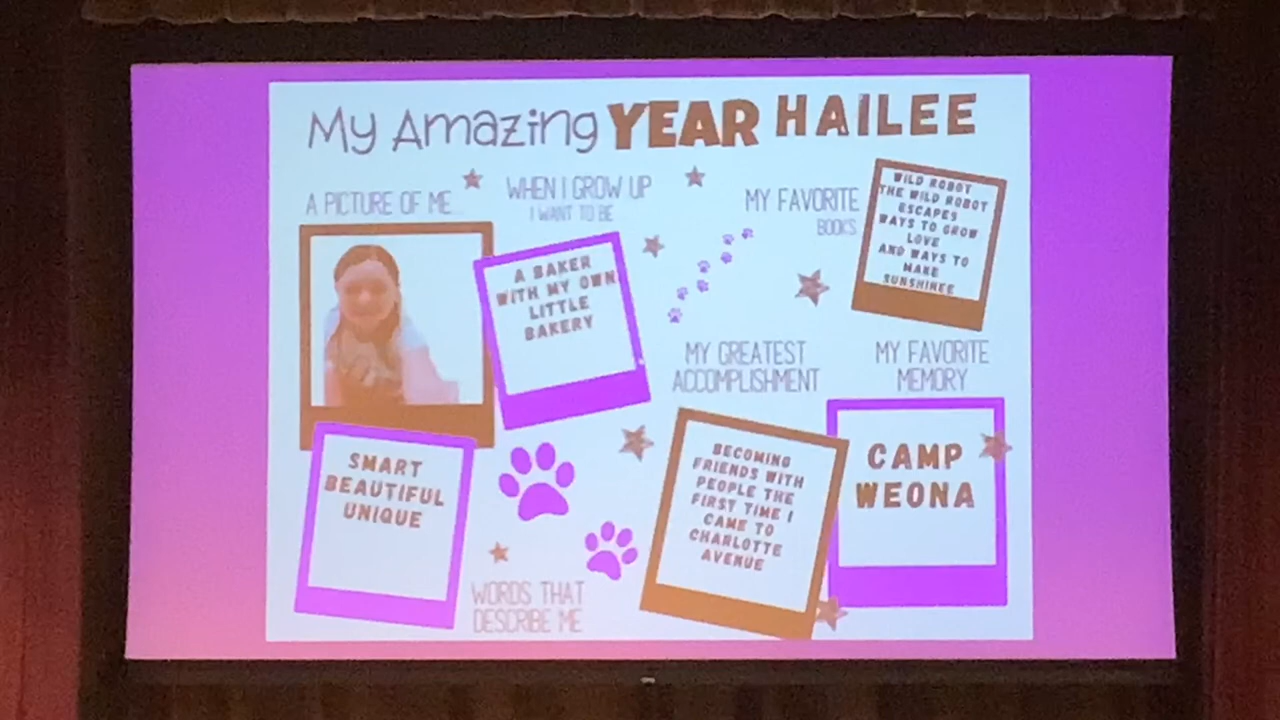 My Amazing YEAR HAILEE
A PICTURE OF ME
WHEN I GROW UP
I WANT TO BE
A BAKER
WITH MY OWN
LITTLE
BAKERY
MY FAVORITE
BOOKS
WILD ROBOT
THE WILD ROBOT
ESCAPES
WAYS TO GROW
LOVE
AND WAYS TO
MAKE
SUNSHINEE
SMART
BEAUTIFUL
UNIQUE
WORDS THAT
DESCRIBE ME
MY GREATEST
ACCOMPLISHMENT
BECOMING
FRIENDS WITH
PEOPLE THE
FIRST TIME I
CAME TO
CHARLOTTE
AVENUE
MY FAVORITE
MEMORY
CAMP
WEONA